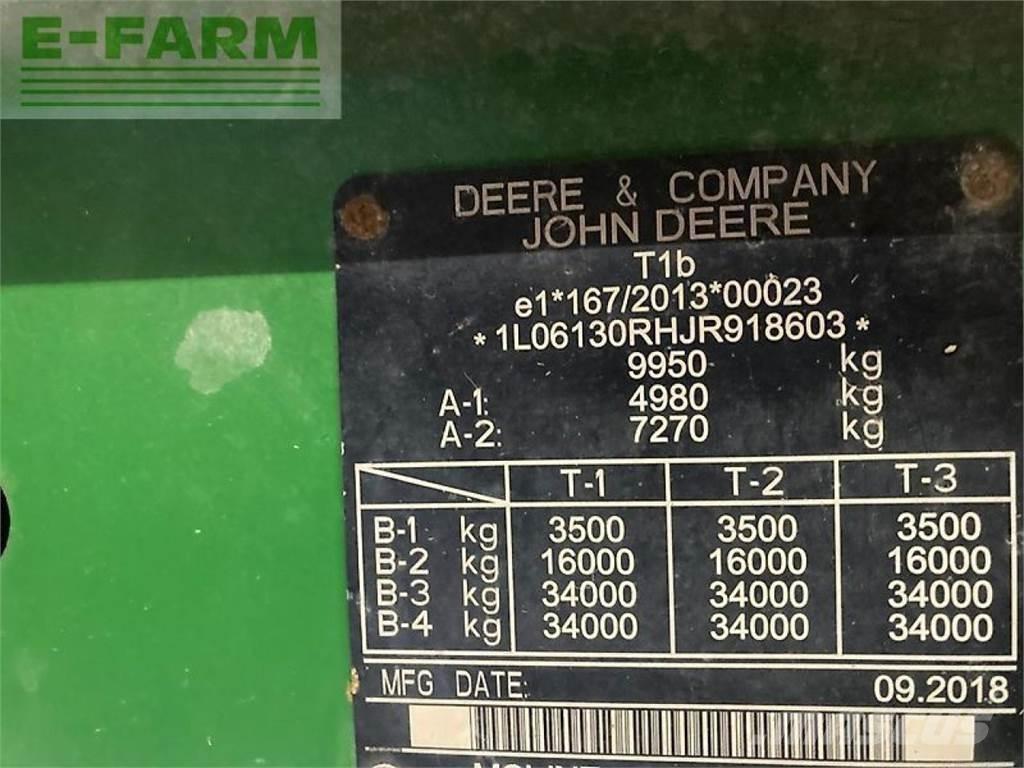 E-FARM
DEERE & COMPANY
JOHN DEERE
T1b
e1*167/2013*00023
*1L06130RHJR918603*
9950 kg
A-1: 4980 kg
A-2: 7270 kg
T-1 T-2 T-3
B-1 kg 3500 3500 3500
B-2 kg 16000 16000 16000
B-3 kg 34000 34000 34000
B-4 kg 34000 34000 34000
MFG DATE: 09.2018
MASCUS